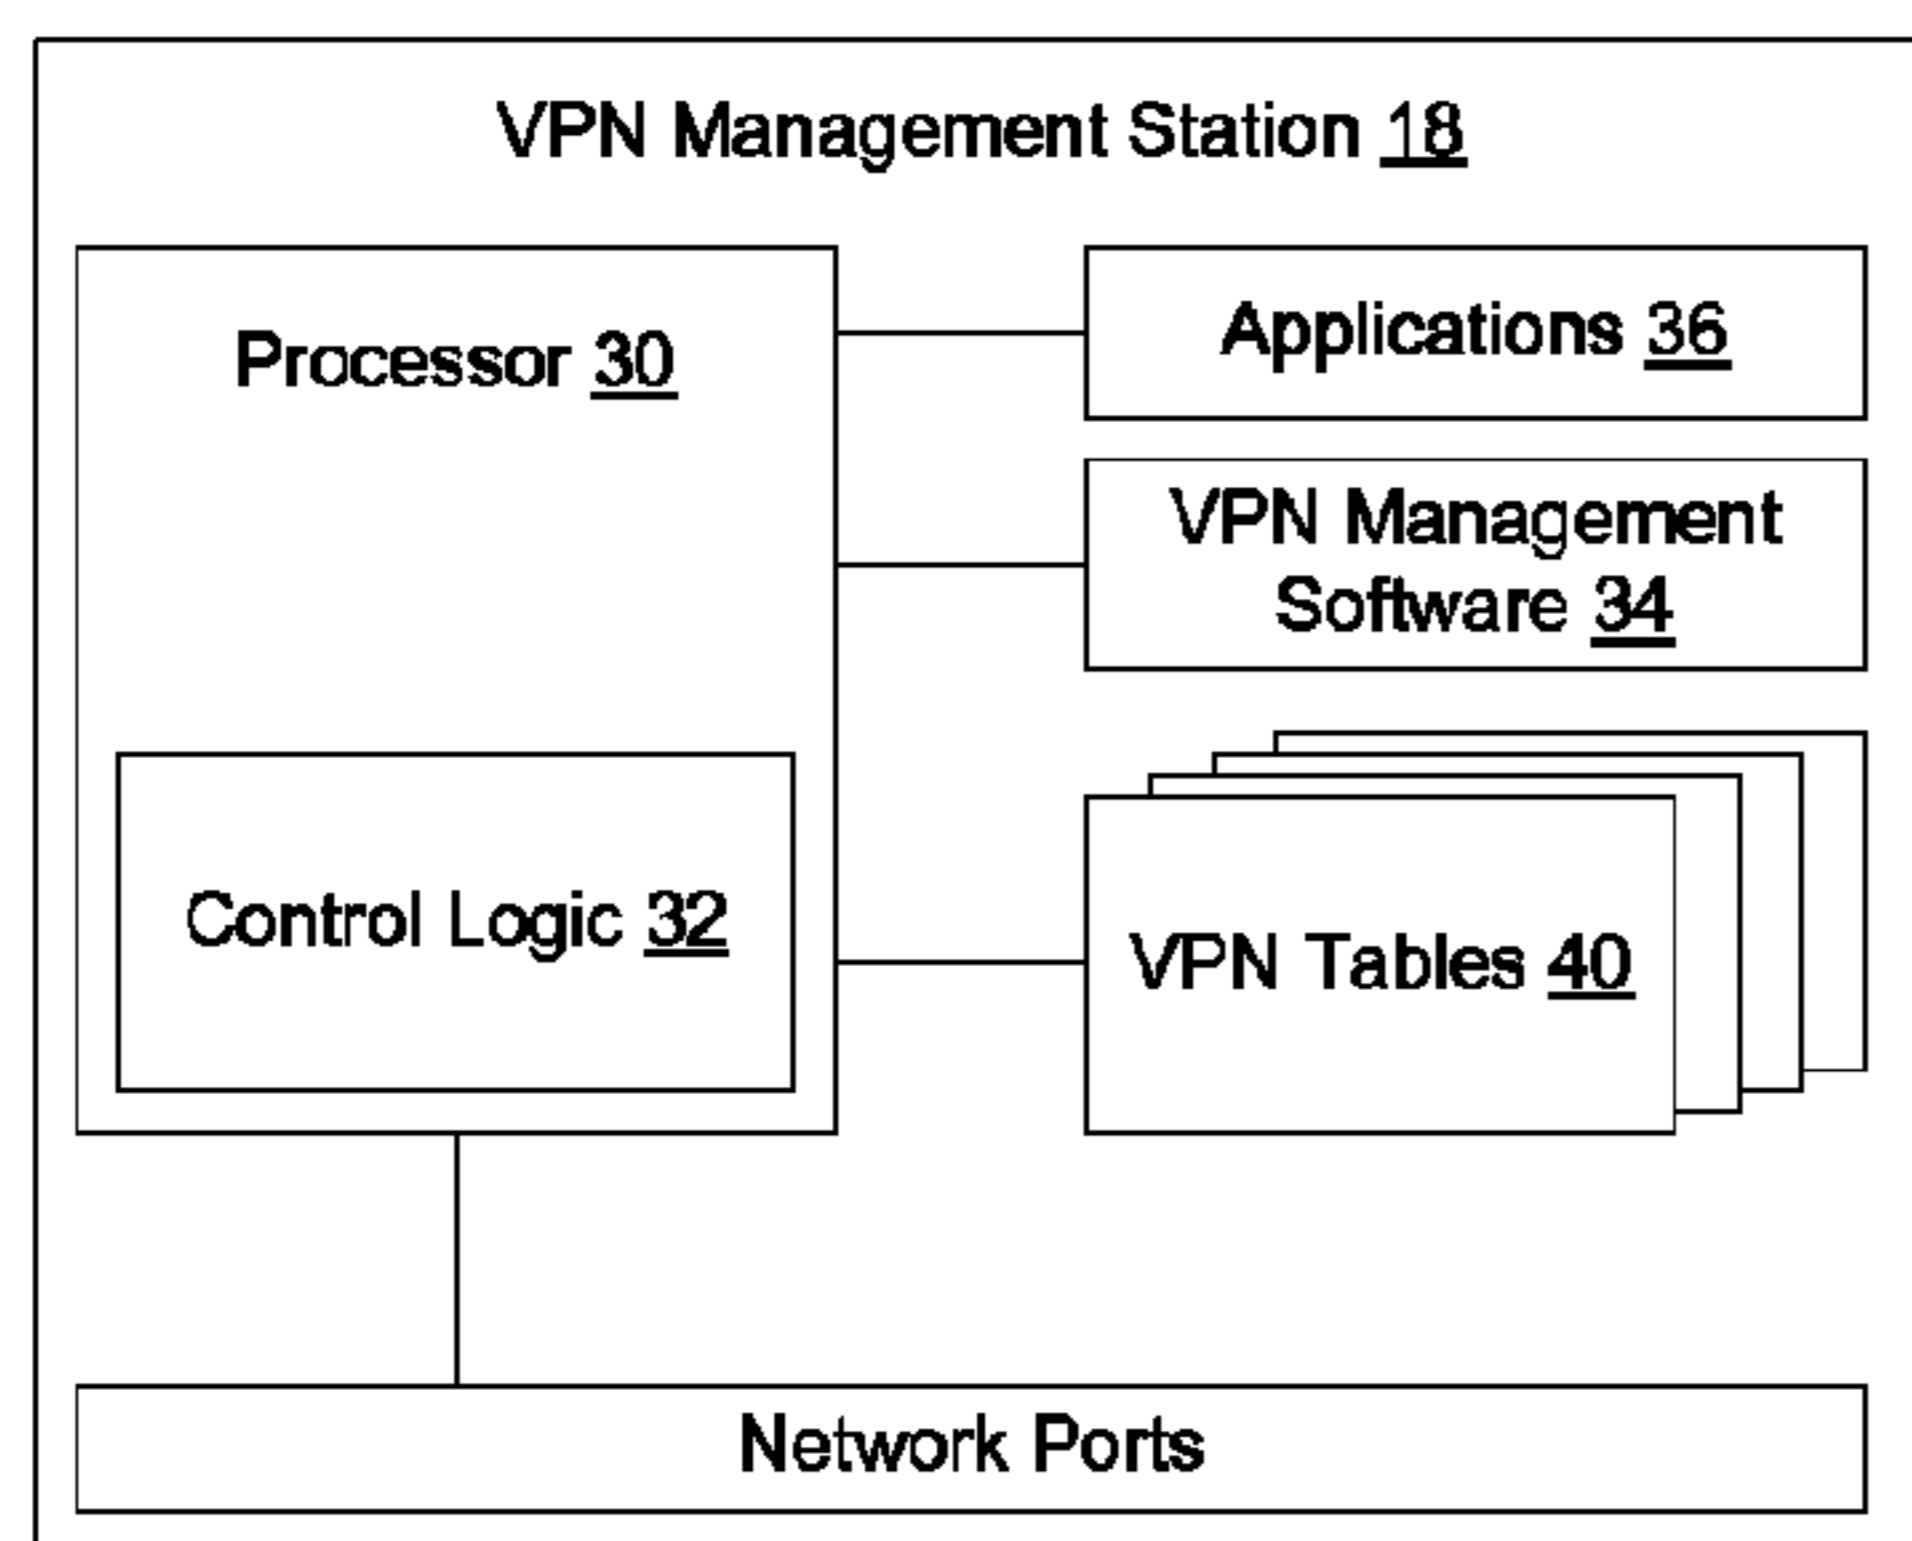 VPN Management Station 18
Processor 30
Applications 36
VPN Management
Software 34
Control Logic 32
VPN Tables 40
Network Ports